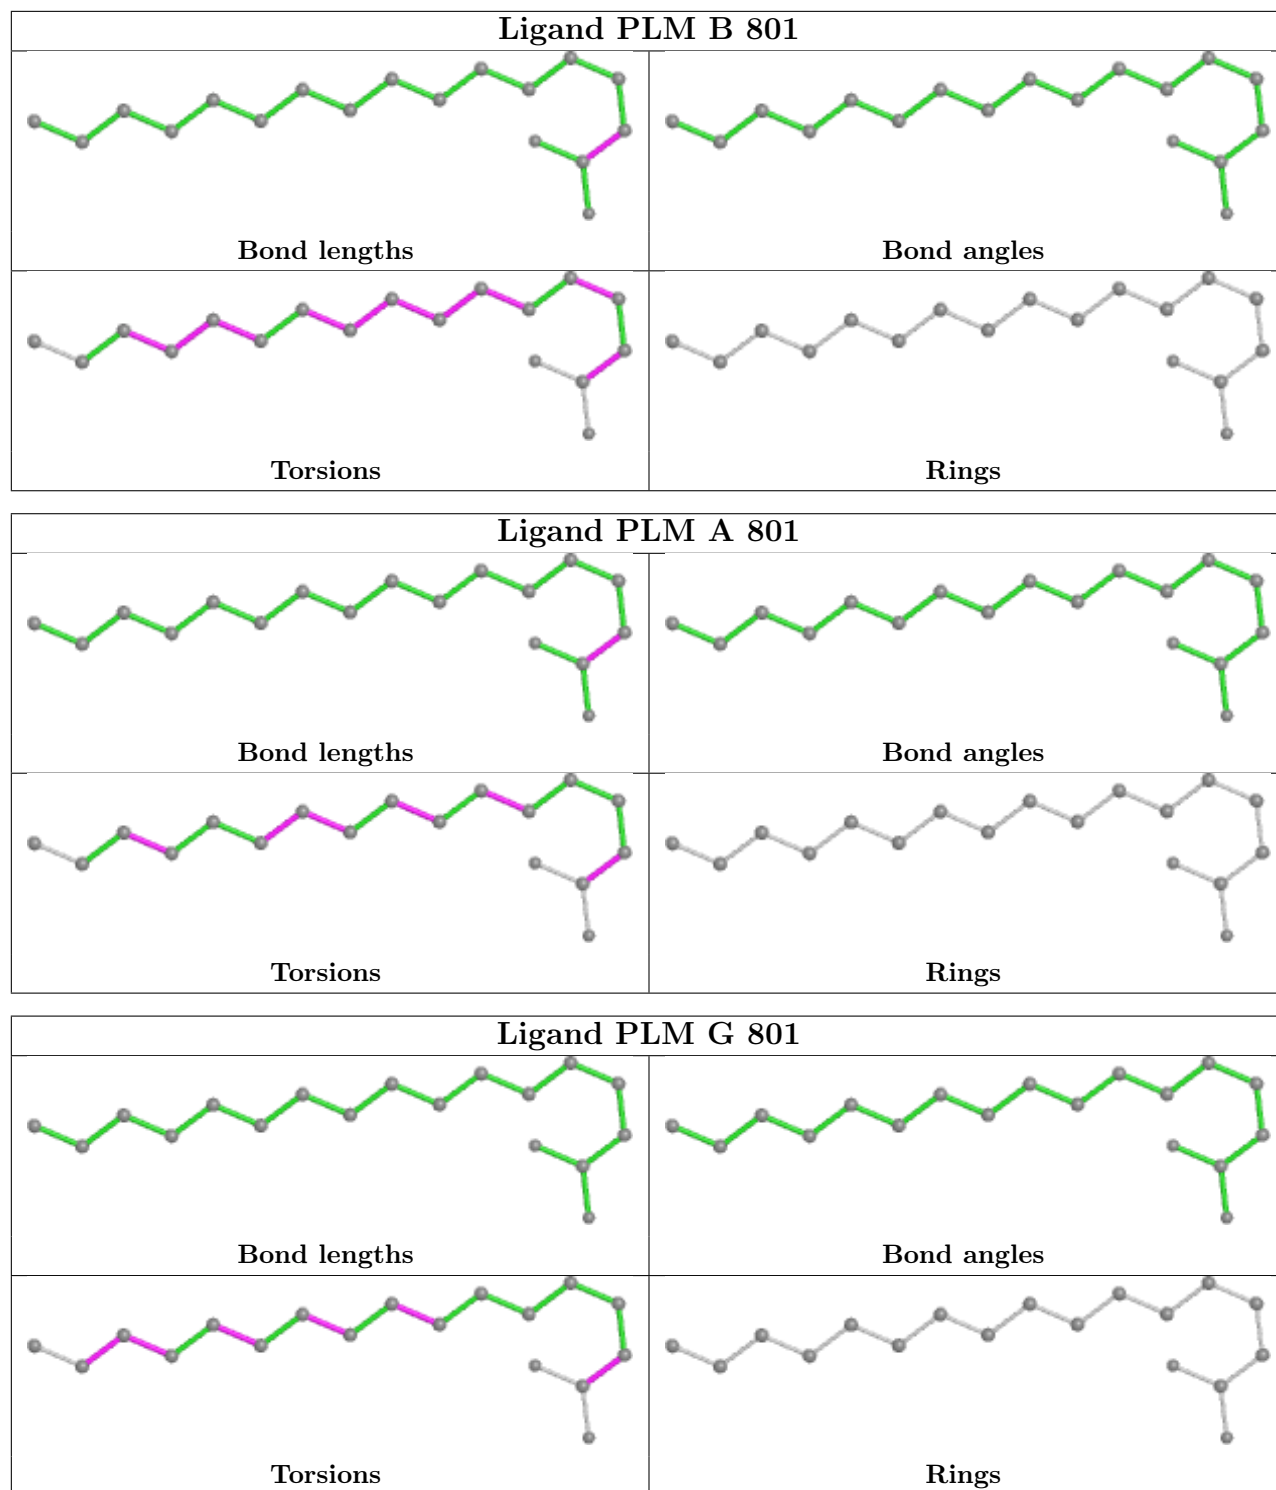 Ligand PLM B 801
Bond lengths
Bond angles
Torsions
Rings
Ligand PLM A 801
Bond lengths
Bond angles
Torsions
Rings
Ligand PLM G 801
Bond lengths
Bond angles
Torsions
Rings